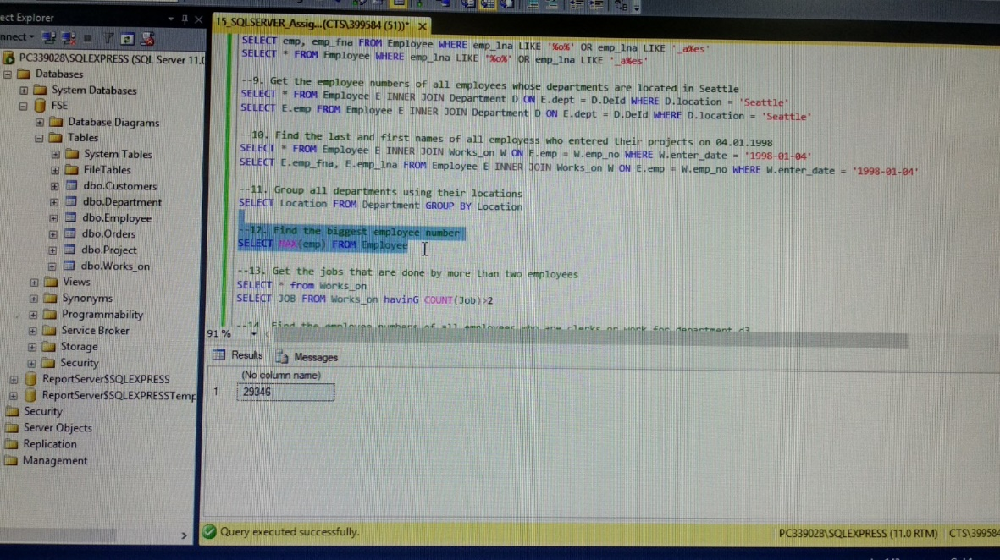 ect Explorer
nnect
PC339028\SQLEXPRESS (SQL Server 11.(
Databases
System Databases
FSE
Database Diagrams
Tables
System Tables
FileTables
dbo.Customers
dbo.Department
dbo.Employee
dbo.Orders
dbo.Project
dbo.Works_on
Views
Synonyms
Programmability
Service Broker
Storage
Security
ReportServer$SQLEXPRESS
ReportServer$SQLEXPRESSTemp
Security
Server Objects
Replication
Management
15_SQLSERVER_Assig...(CTS\399584 (51))*
SELECT emp, emp_fna FROM Employee WHERE emp_lna LIKE '%o%' OR emp_lna LIKE '_a%es'
SELECT * FROM Employee WHERE emp_lna LIKE '%o%' OR emp_lna LIKE '_a%es'
--9. Get the employee numbers of all employees whose departments are located in Seattle
SELECT * FROM Employee E INNER JOIN Department D ON E.dept = D.DeId WHERE D.location = 'Seattle'
SELECT E.emp FROM Employee E INNER JOIN Department D ON E.dept = D.DeId WHERE D.location = 'Seattle'
--10. Find the last and first names of all employess who entered their projects on 04.01.1998
SELECT * FROM Employee E INNER JOIN Works_on W ON E.emp = W.emp_no WHERE W.enter_date = '1998-01-04'
SELECT E.emp_fna, E.emp_lna FROM Employee E INNER JOIN Works_on W ON E.emp = W.emp_no WHERE W.enter_date = '1998-01-04'
--11. Group all departments using their locations
SELECT Location FROM Department GROUP BY Location
--12. Find the biggest employee number
SELECT MAX(emp) FROM Employee
--13. Get the jobs that are done by more than two employees
SELECT * from Works_on
SELECT JOB FROM Works_on havinG COUNT(Job)>2
--14 Find the employee numbers of all employees who are clerks or work for department d3
91 %
Results Messages
(No column name)
1 29346
Query executed successfully.
PC339028\SQLEXPRESS (11.0 RTM) CTS\399584